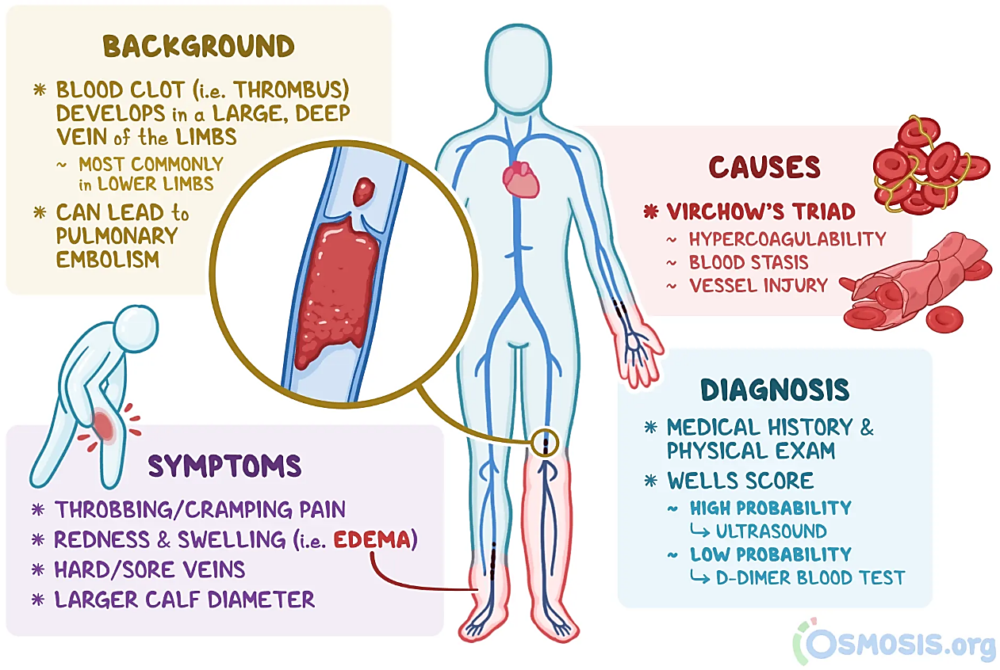 BACKGROUND
* BLOOD CLOT (i.e. THROMBUS)
DEVELOPS in a LARGE, DEEP
VEIN of the LIMBS
~ MOST COMMONLY
in LOWER LIMBS
* CAN LEAD to
PULMONARY
EMBOLISM
CAUSES
* VIRCHOW'S TRIAD
~ HYPERCOAGULABILITY
~ BLOOD STASIS
~ VESSEL INJURY
SYMPTOMS
* THROBBING/CRAMPING PAIN
* REDNESS & SWELLING (i.e. EDEMA)
* HARD/SORE VEINS
* LARGER CALF DIAMETER
DIAGNOSIS
* MEDICAL HISTORY &
PHYSICAL EXAM
* WELLS SCORE
~ HIGH PROBABILITY
↳ ULTRASOUND
~ LOW PROBABILITY
↳ D-DIMER BLOOD TEST
OSMOSIS.org